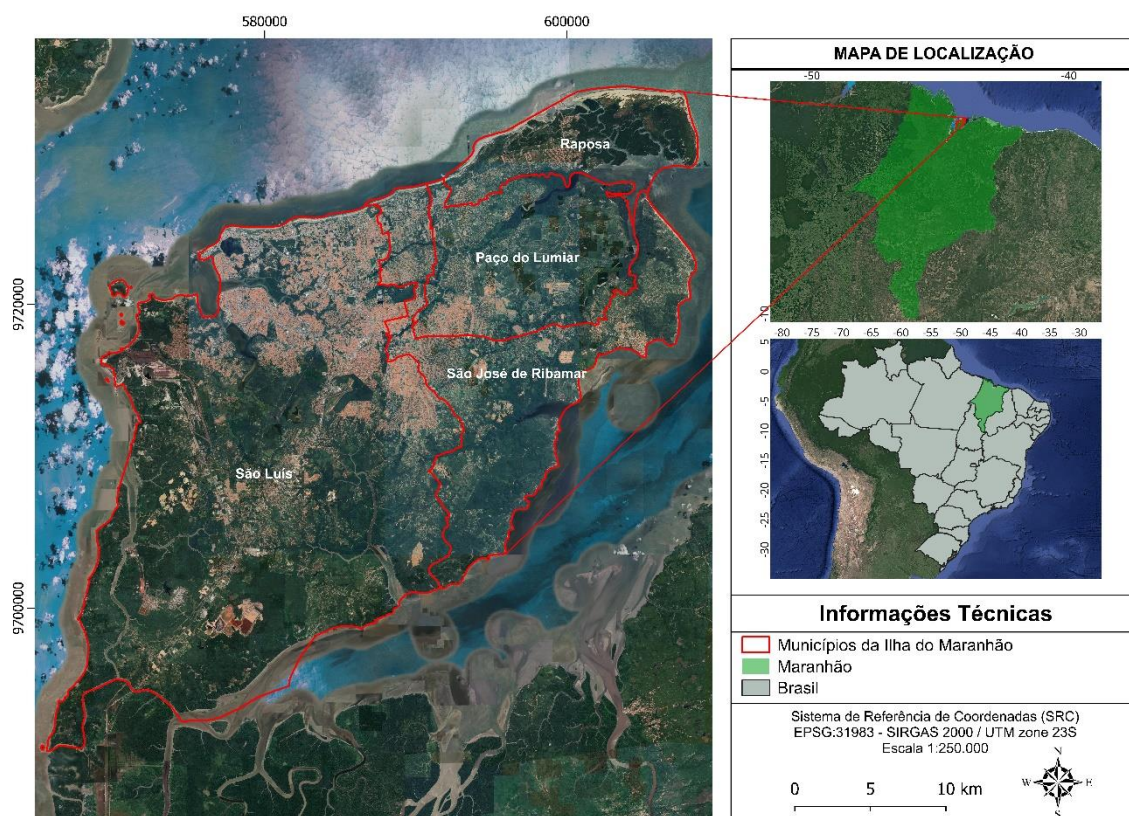 580000
600000
9720000
9700000
Raposa
Paço do Lumiar
São José de Ribamar
São Luís
MAPA DE LOCALIZAÇÃO
-50
-40
-10
-80 -75 -70 -65 -60 -55 -50 -45 -40 -35 -30
5
0
-5
-10
-15
-20
-25
-30
Informações Técnicas
Municípios da Ilha do Maranhão
Maranhão
Brasil
Sistema de Referência de Coordenadas (SRC)
EPSG:31983 - SIRGAS 2000 / UTM zone 23S
Escala 1:250.000
0 5 10 km
N
W E
S